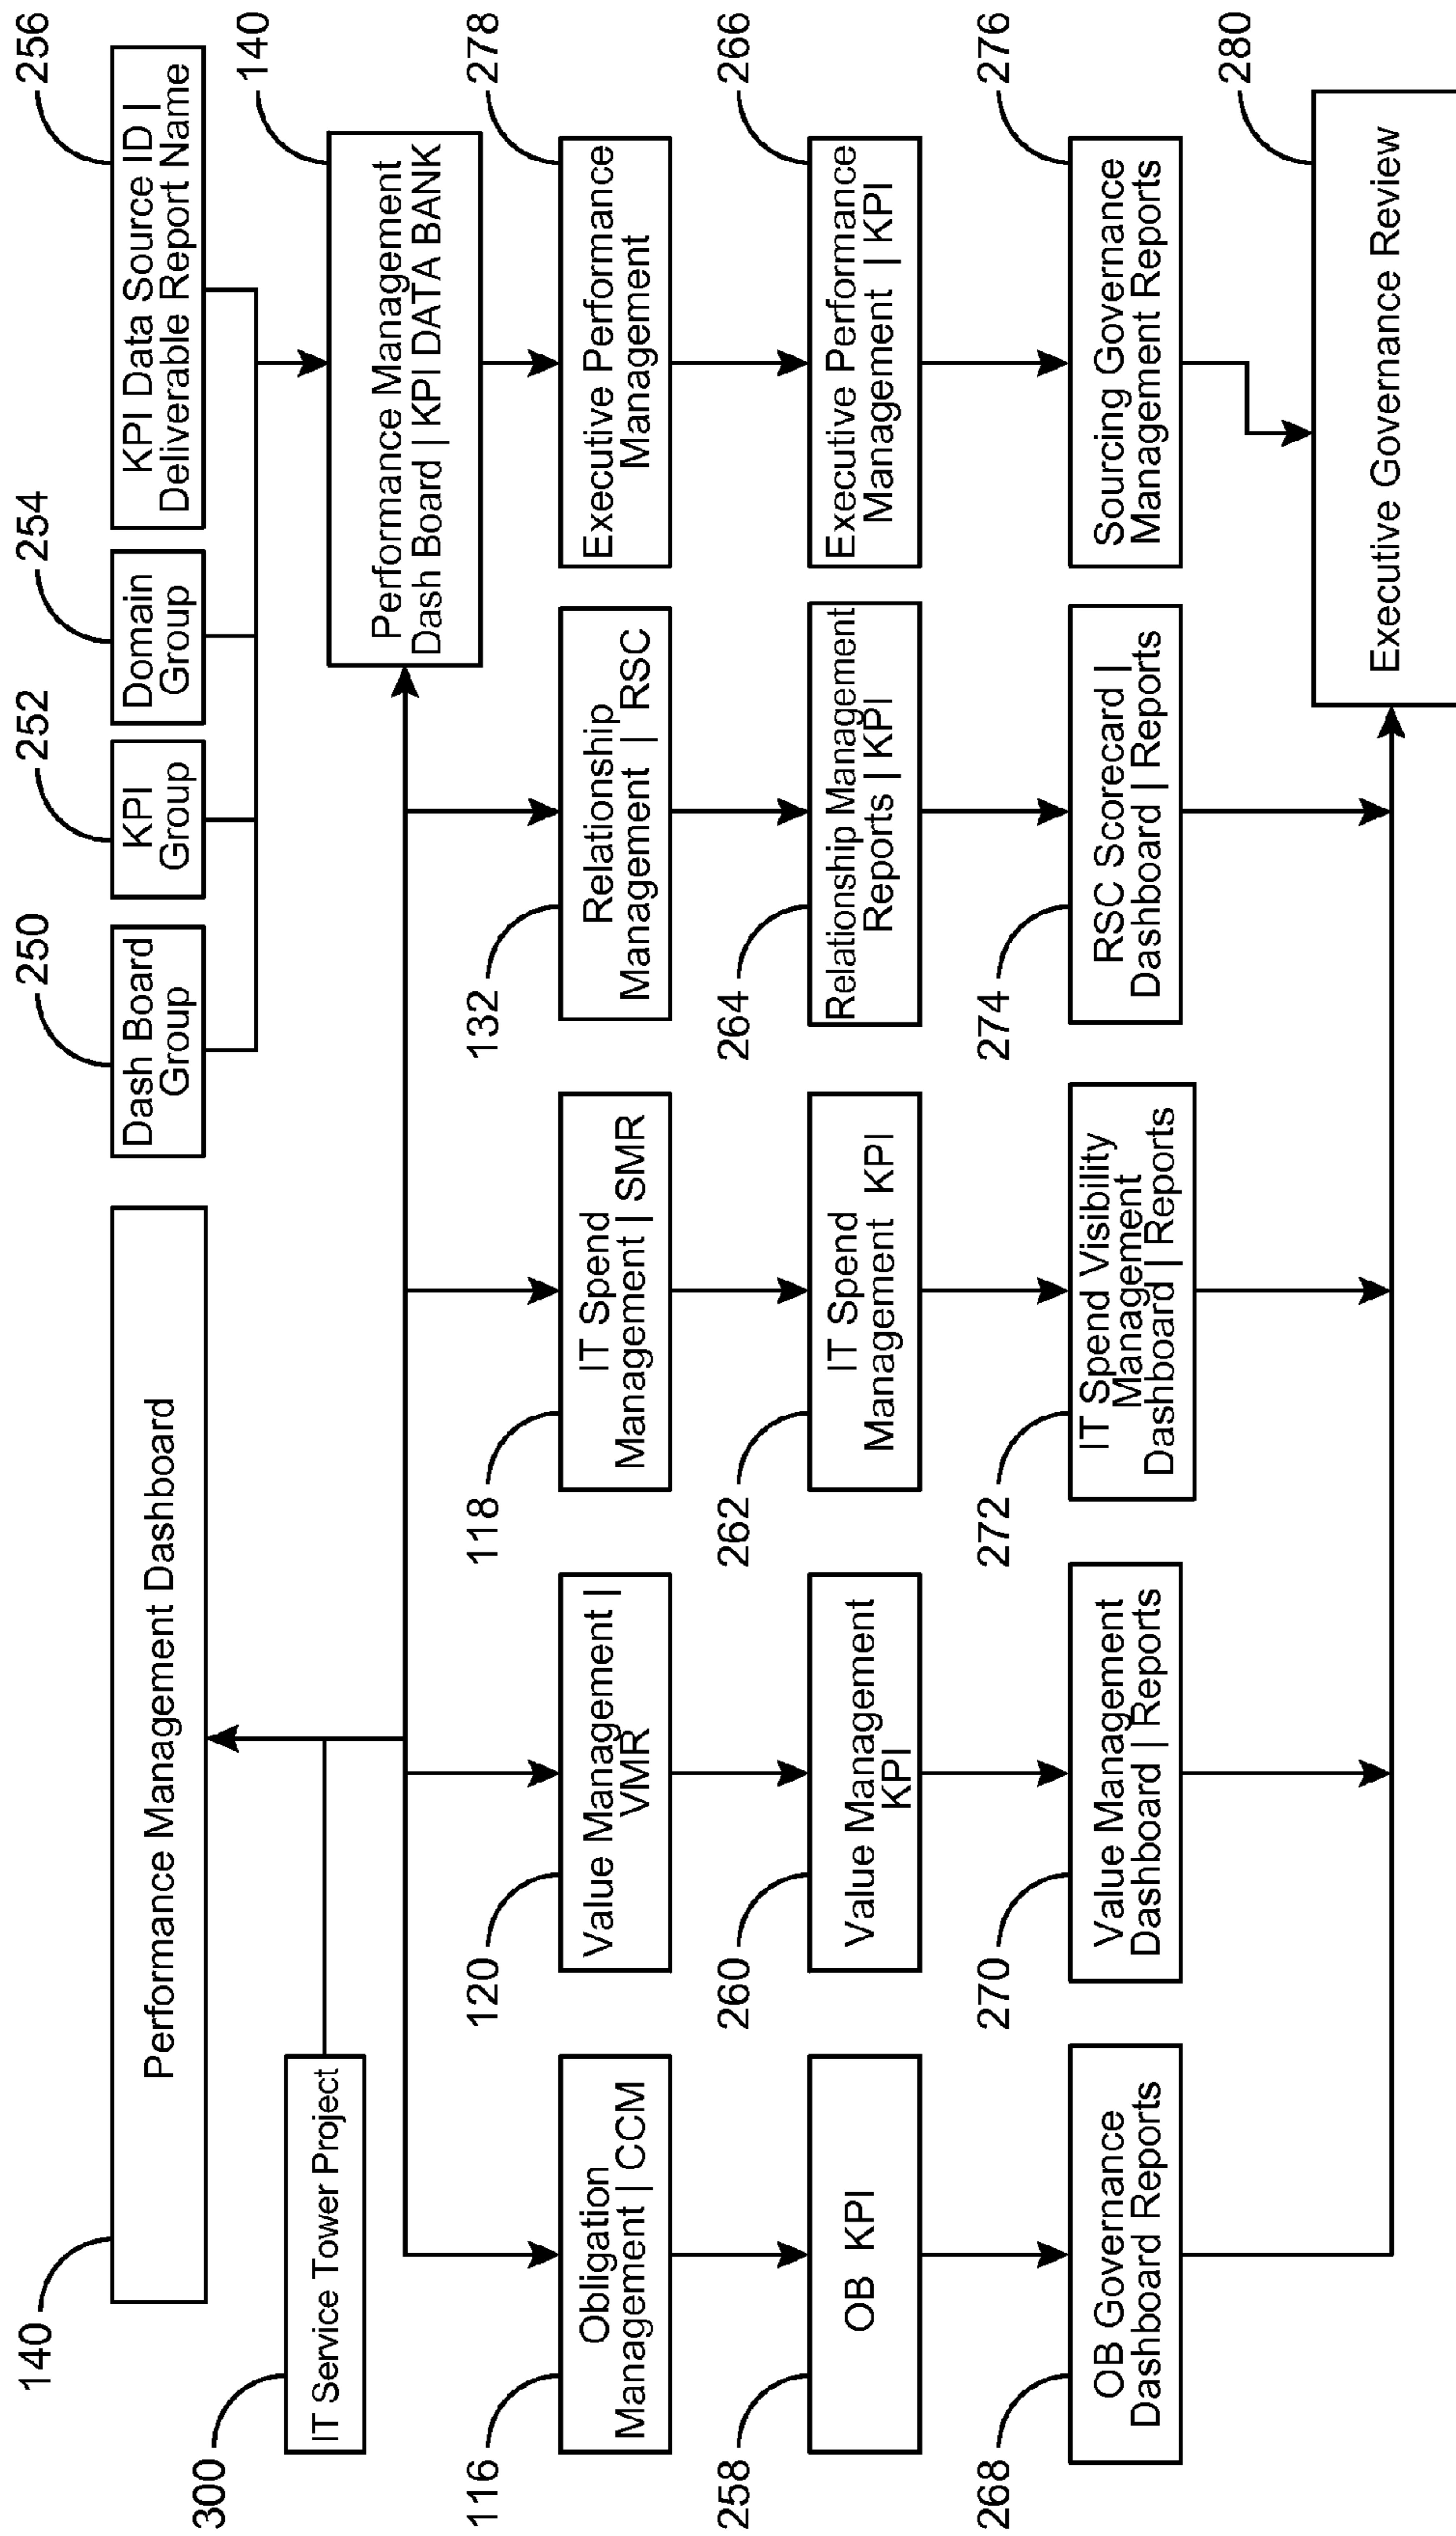 140
Performance Management Dashboard
250
Dash Board
Group
252
KPI
Group
254
Domain
Group
256
KPI Data Source ID |
Deliverable Report Name
300
IT Service Tower Project
140
Performance Management
Dash Board | KPI DATA BANK
116
Obligation
Management | CCM
120
Value Management |
VMR
118
IT Spend
Management | SMR
132
Relationship
Management | RSC
278
Executive Performance
Management
258
OB KPI
260
Value Management
KPI
262
IT Spend
Management KPI
264
Relationship Management
Reports | KPI
266
Executive Performance
Management | KPI
268
OB Governance
Dashboard Reports
270
Value Management
Dashboard | Reports
272
IT Spend Visibility
Management
Dashboard | Reports
274
RSC Scorecard |
Dashboard | Reports
276
Sourcing Governance
Management Reports
280
Executive Governance Review